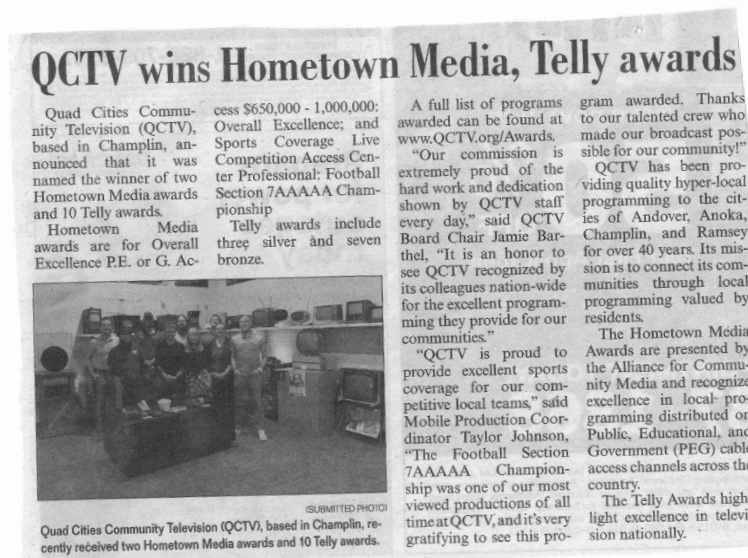 QCTV wins Hometown Media, Telly awards
Quad Cities Commu-
nity Television (QCTV),
based in Champlin, an-
nounced that it was
named the winner of two
Hometown Media awards
and 10 Telly awards.
Hometown Media
awards are for Overall
Excellence P.E. or G. Ac-
cess $650,000 - 1,000,000:
Overall Excellence; and
Sports Coverage Live
Competition Access Cen-
ter Professional: Football
Section 7AAAAA Cham-
pionship
Telly awards include
three silver and seven
bronze.
(SUBMITTED PHOTO)
Quad Cities Community Television (QCTV), based in Champlin, re-
cently received two Hometown Media awards and 10 Telly awards.
A full list of programs
awarded can be found at
www.QCTV.org/Awards.
"Our commission is
extremely proud of the
hard work and dedication
shown by QCTV staff
every day," said QCTV
Board Chair Jamie Bar-
thel, "It is an honor to
see QCTV recognized by
its colleagues nation-wide
for the excellent program-
ming they provide for our
communities."
"QCTV is proud to
provide excellent sports
coverage for our com-
petitive local teams," said
Mobile Production Coor-
dinator Taylor Johnson,
"The Football Section
7AAAAA Champion-
ship was one of our most
viewed productions of all
time at QCTV, and it's very
gratifying to see this pro-
gram awarded. Thanks
to our talented crew who
made our broadcast pos-
sible for our community!"
QCTV has been pro-
viding quality hyper-local
programming to the cit-
ies of Andover, Anoka,
Champlin, and Ramsey
for over 40 years. Its mis-
sion is to connect its com-
munities through local
programming valued by
residents.
The Hometown Media
Awards are presented by
the Alliance for Commu-
nity Media and recognize
excellence in local pro-
gramming distributed on
Public, Educational, and
Government (PEG) cable
access channels across the
country.
The Telly Awards high-
light excellence in televi-
sion nationally.